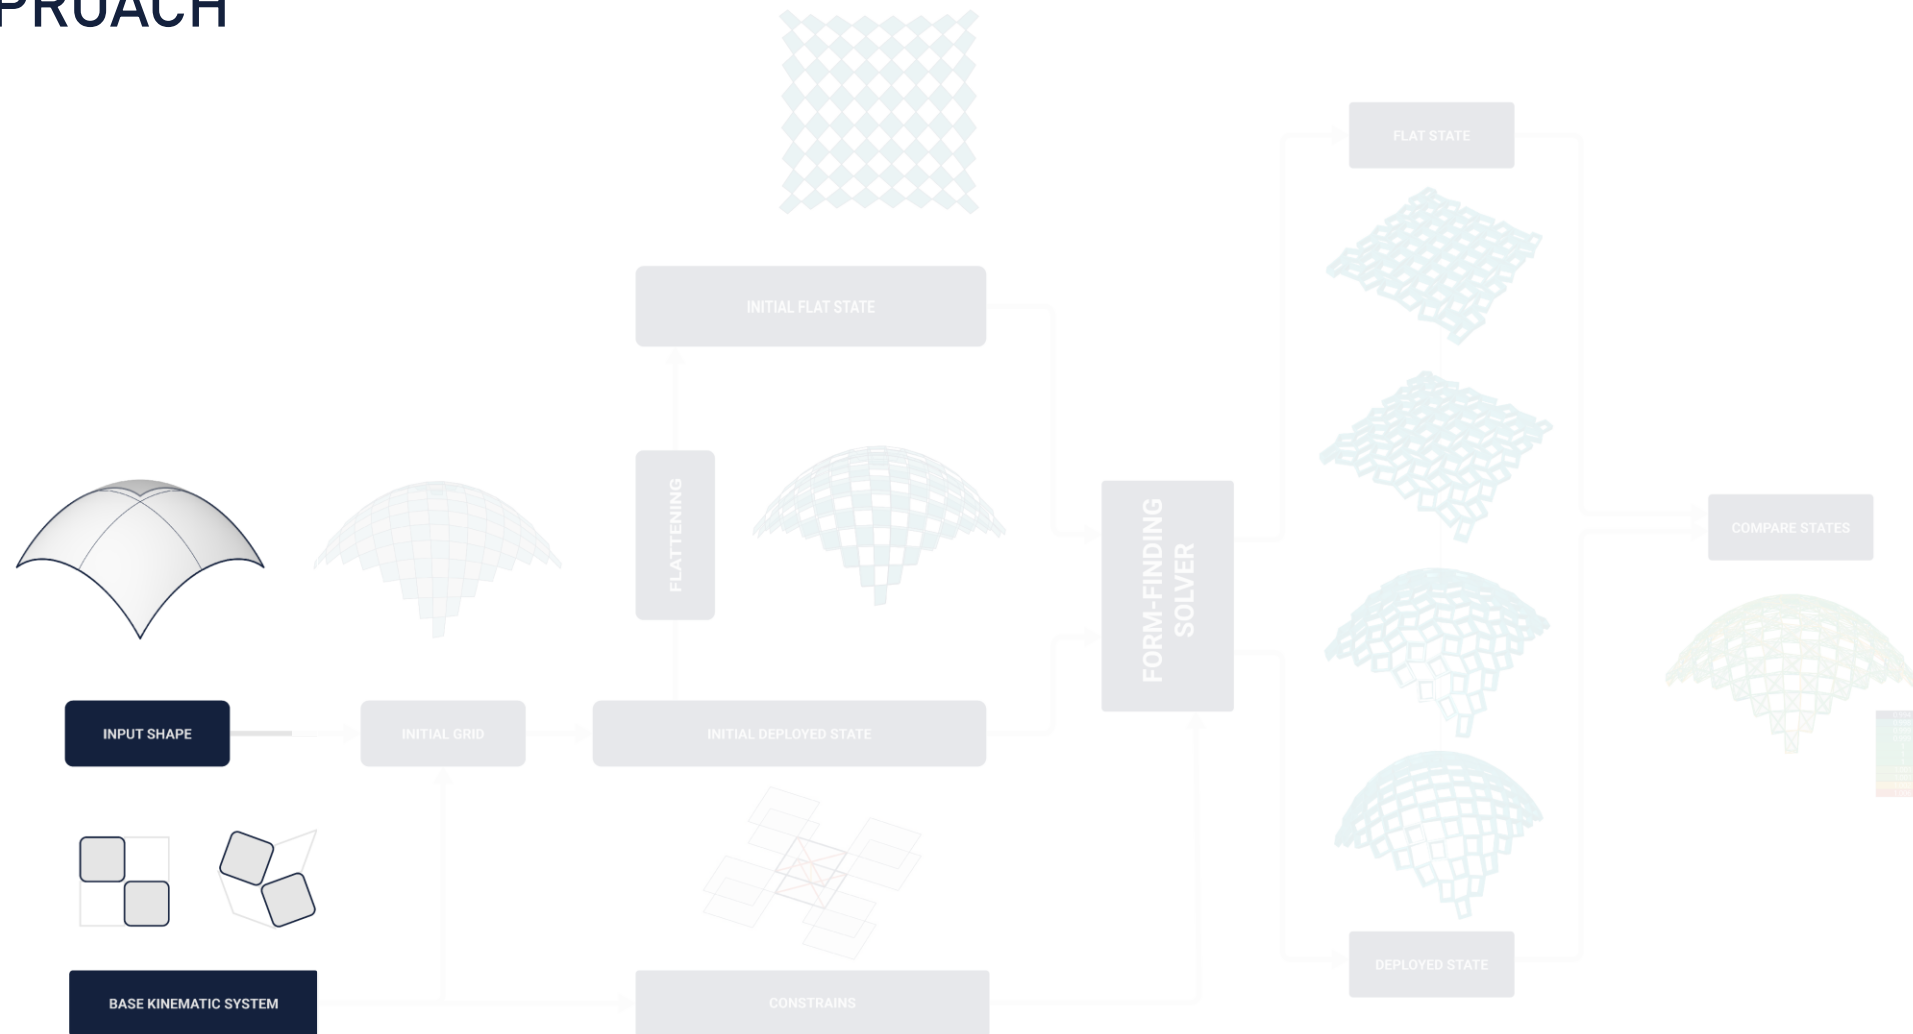 PROACH
FLAT STATE
INITIAL FLAT STATE
FLATTENING
FORM-FINDING
SOLVER
COMPARE STATES
INPUT SHAPE
INITIAL GRID
INITIAL DEPLOYED STATE
DEPLOYED STATE
BASE KINEMATIC SYSTEM
CONSTRAINS